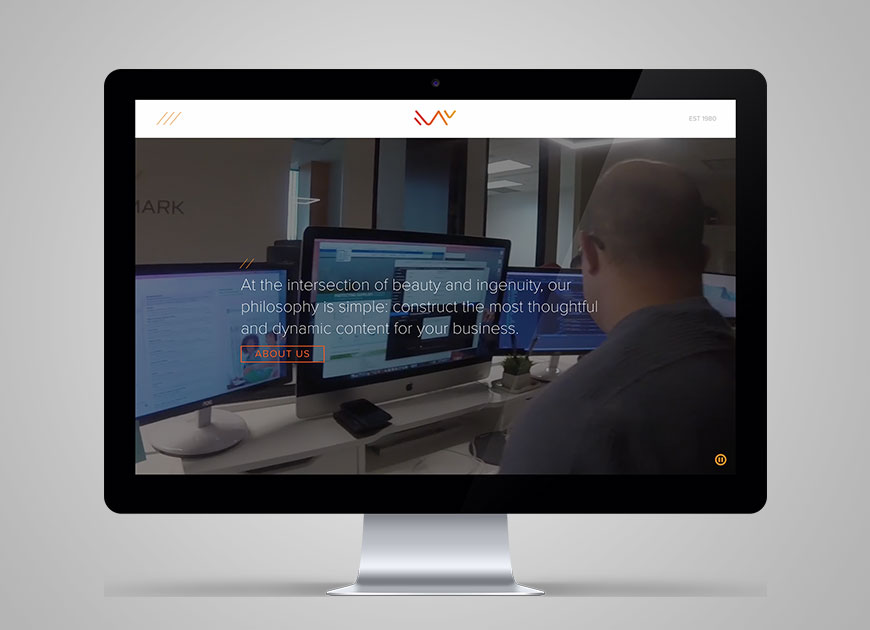 EST 1980
MARK
At the intersection of beauty and ingenuity, our
philosophy is simple: construct the most thoughtful
and dynamic content for your business.
ABOUT US